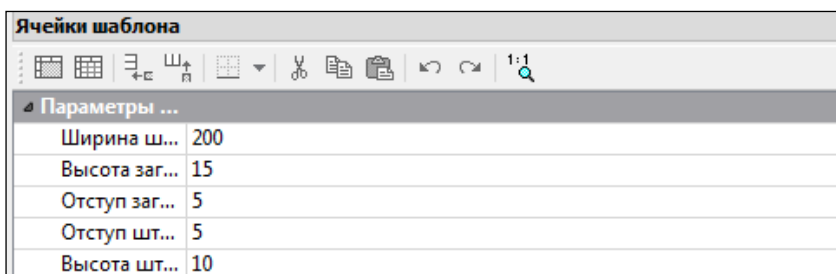 Ячейки шаблона
1:1
Параметры ...
Ширина ш... 200
Высота заг... 15
Отступ заг... 5
Отступ шт... 5
Высота шт... 10